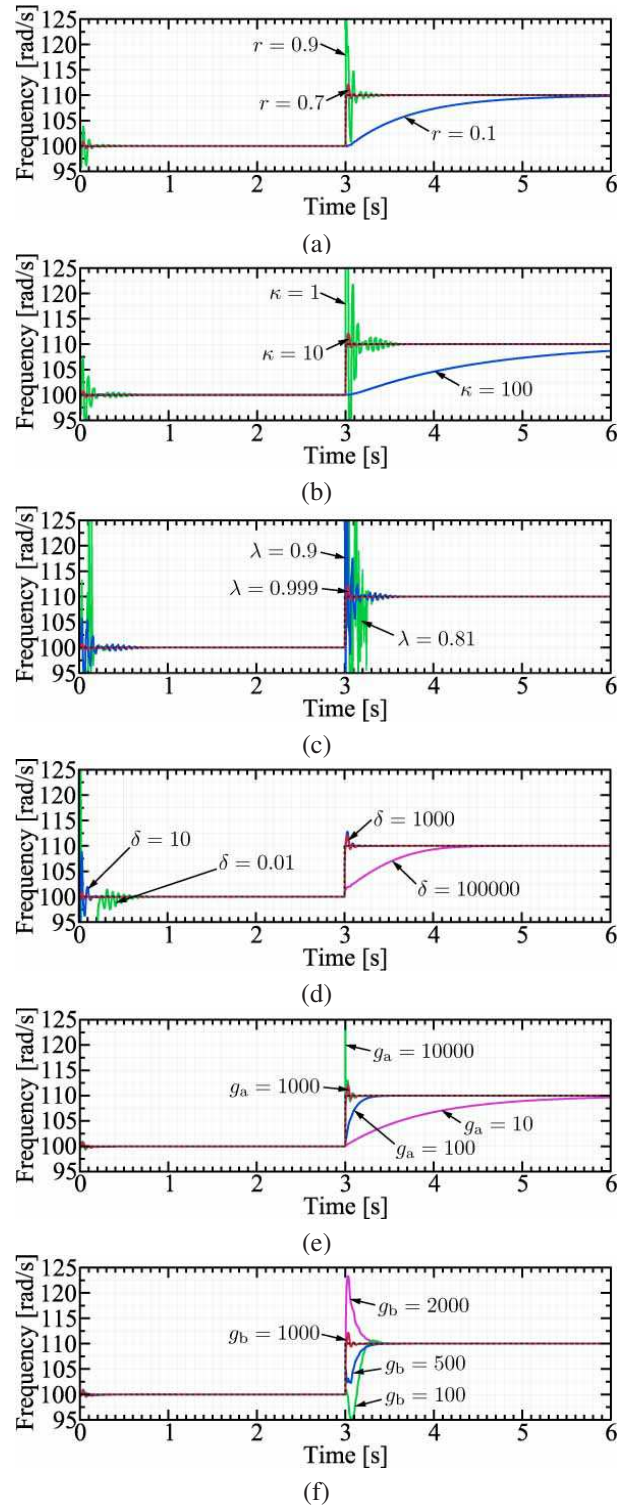 Frequency [rad/s]
125
120
115
110
105
100
95
r = 0.9
r = 0.7
r = 0.1
0 1 2 3 4 5 6
Time [s]
(a)
Frequency [rad/s]
125
120
115
110
105
100
95
κ = 1
κ = 10
κ = 100
0 1 2 3 4 5 6
Time [s]
(b)
Frequency [rad/s]
125
120
115
110
105
100
95
λ = 0.9
λ = 0.999
λ = 0.81
0 1 2 3 4 5 6
Time [s]
(c)
Frequency [rad/s]
125
120
115
110
105
100
95
δ = 10
δ = 0.01
δ = 1000
δ = 100000
0 1 2 3 4 5 6
Time [s]
(d)
Frequency [rad/s]
125
120
115
110
105
100
95
gₐ = 10000
gₐ = 1000
gₐ = 10
gₐ = 100
0 1 2 3 4 5 6
Time [s]
(e)
Frequency [rad/s]
125
120
115
110
105
100
95
g_b = 2000
g_b = 1000
g_b = 500
g_b = 100
0 1 2 3 4 5 6
Time [s]
(f)